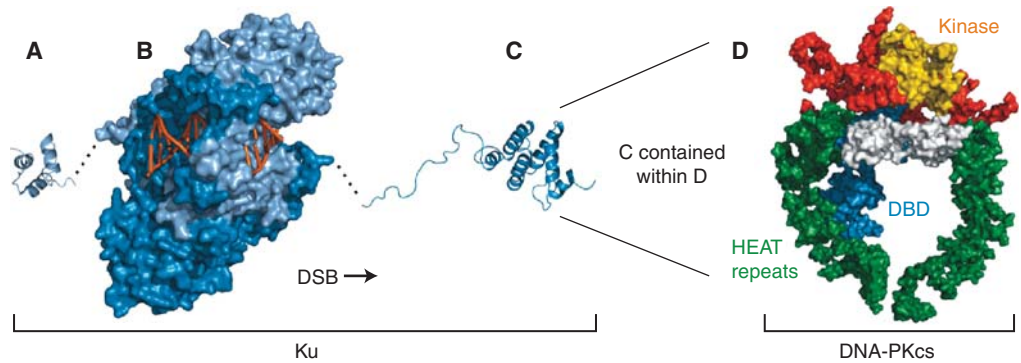 A
B
C
D
Kinase
C contained
within D
DBD
HEAT
repeats
DSB
Ku
DNA-PKcs